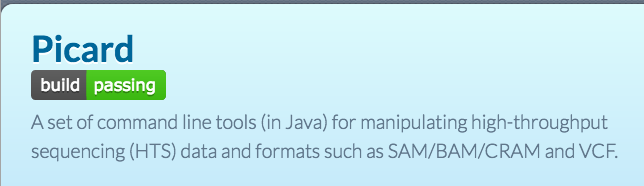 Picard
build passing
A set of command line tools (in Java) for manipulating high-throughput
sequencing (HTS) data and formats such as SAM/BAM/CRAM and VCF.